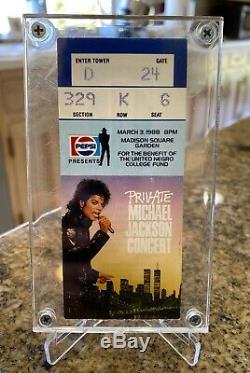 ENTER TOWER GATE
D 24
329 K 6
SECTION ROW SEAT
PEPSI
PRESENTS
MARCH 3, 1988 8PM
MADISON SQUARE
GARDEN
FOR THE BENEFIT OF
THE UNITED NEGRO
COLLEGE FUND
PRIVATE
MICHAEL
JACKSON
CONCERT